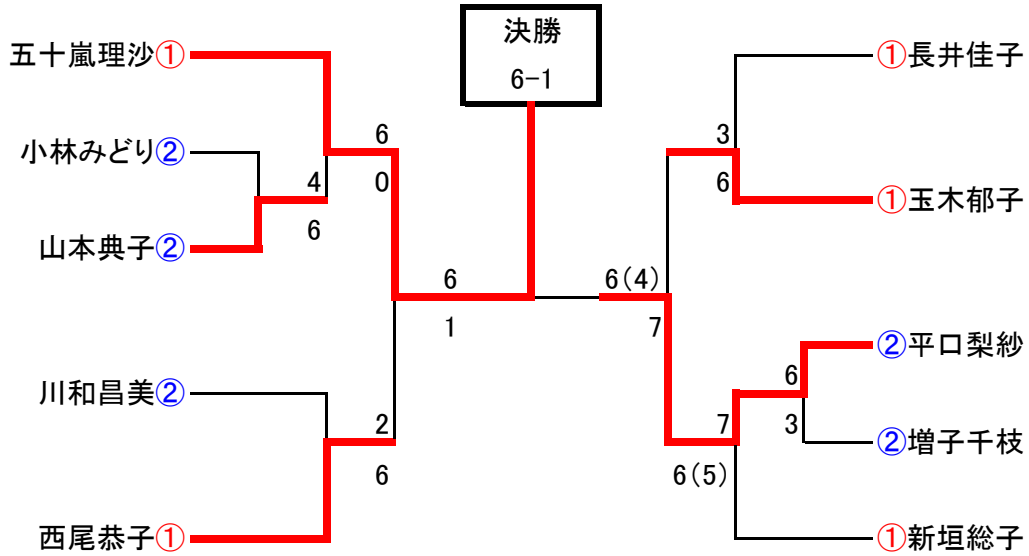 決勝
6-1
五十嵐理沙①
小林みどり②
山本典子②
川和昌美②
西尾恭子①
6
0
4
6
6
1
2
6
①長井佳子
①玉木郁子
②平口梨紗
②増子千枝
①新垣総子
3
6
6(4)
7
6
3
7
6(5)